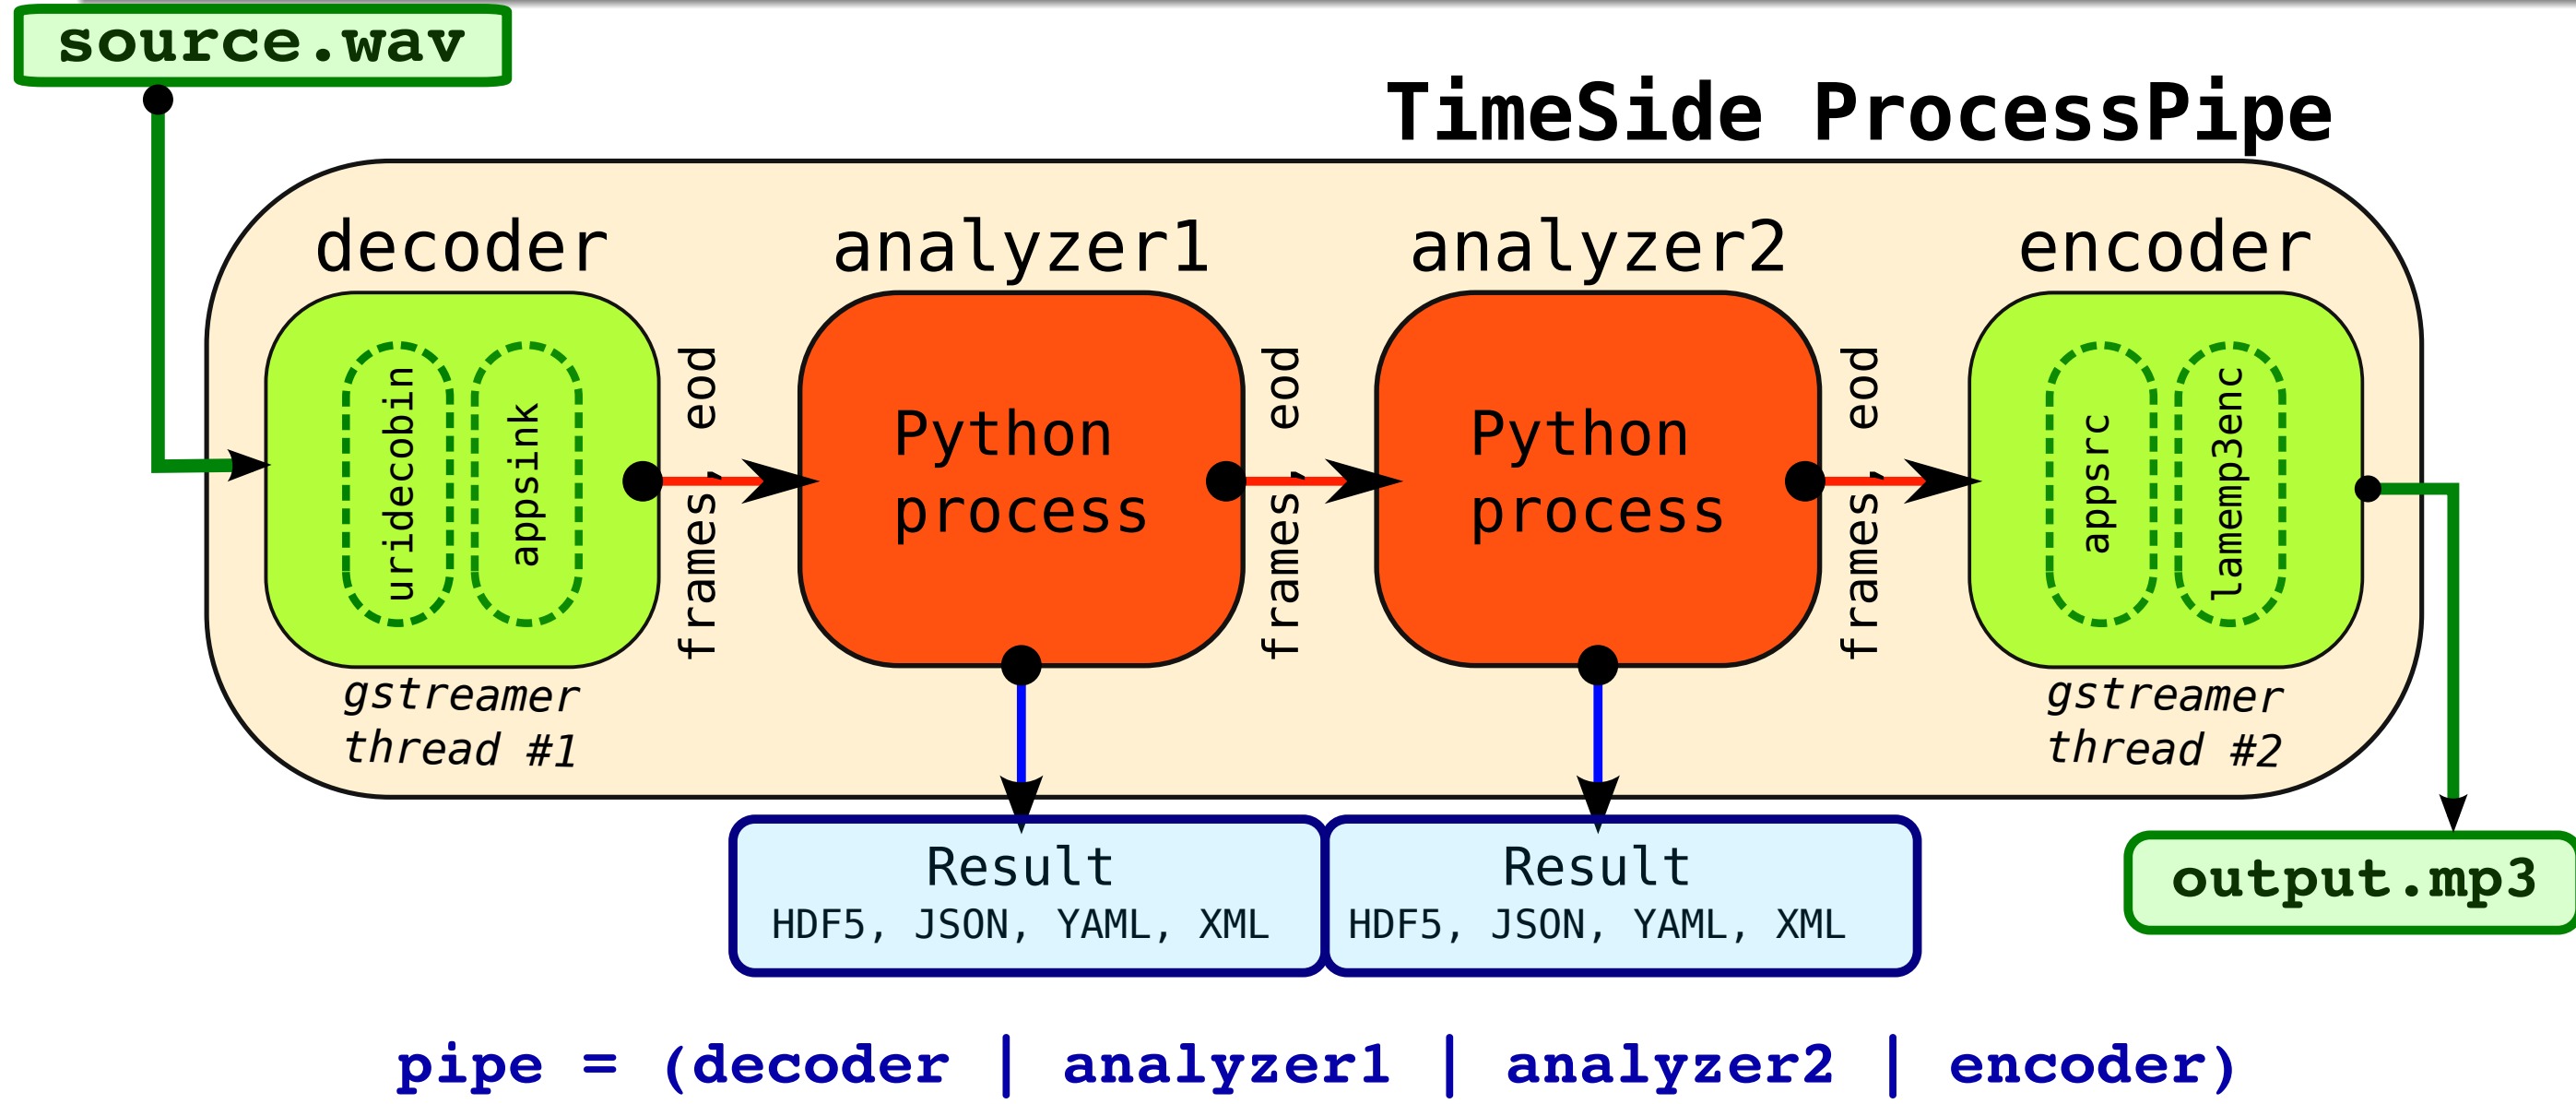 source.wav
TimeSide ProcessPipe
decoder
analyzer1
analyzer2
encoder
uridecobin
appsink
frames, eod
Python
process
frames, eod
Python
process
frames, eod
appsrc
lamemp3enc
gstreamer
thread #1
gstreamer
thread #2
Result
HDF5, JSON, YAML, XML
Result
HDF5, JSON, YAML, XML
output.mp3
pipe = (decoder | analyzer1 | analyzer2 | encoder)